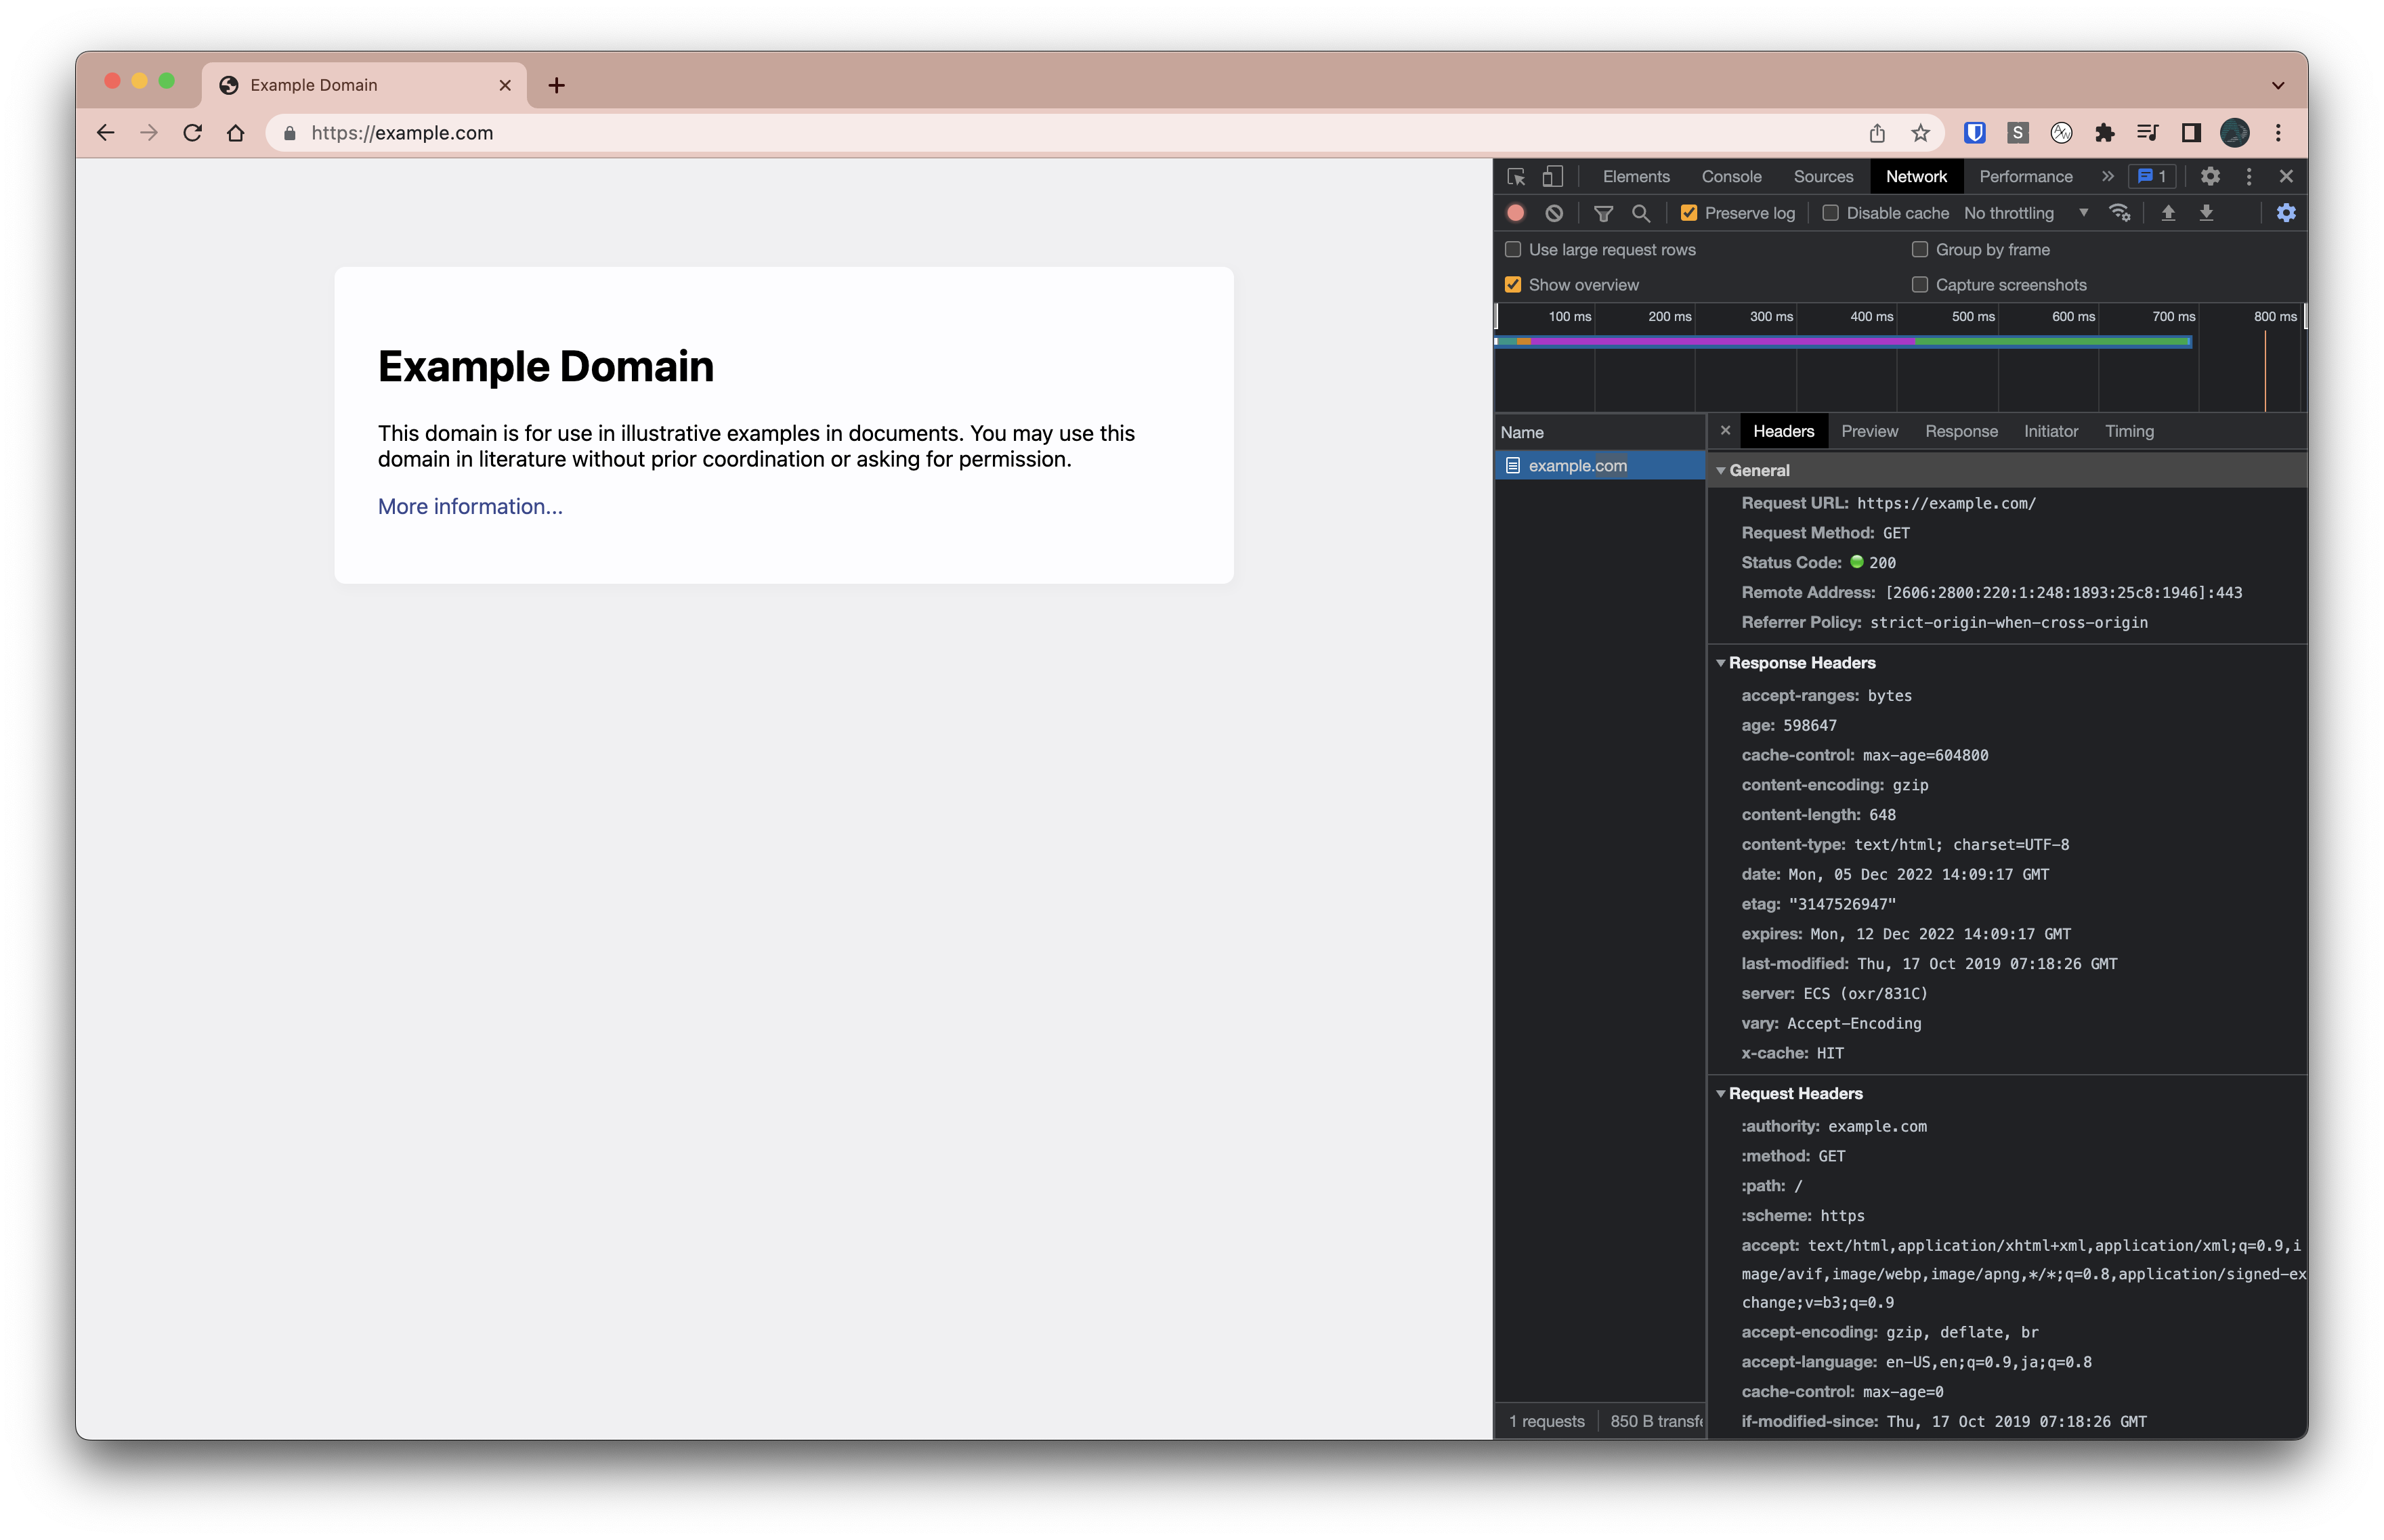 Example Domain
https://example.com
Example Domain
This domain is for use in illustrative examples in documents. You may use this
domain in literature without prior coordination or asking for permission.
More information...
Elements Console Sources Network Performance 1
Preserve log Disable cache No throttling
Use large request rows Group by frame
Show overview Capture screenshots
100 ms 200 ms 300 ms 400 ms 500 ms 600 ms 700 ms 800 ms
Name
example.com
1 requests 850 B transfe
Headers Preview Response Initiator Timing
General
Request URL: https://example.com/
Request Method: GET
Status Code: 200
Remote Address: [2606:2800:220:1:248:1893:25c8:1946]:443
Referrer Policy: strict-origin-when-cross-origin
Response Headers
accept-ranges: bytes
age: 598647
cache-control: max-age=604800
content-encoding: gzip
content-length: 648
content-type: text/html; charset=UTF-8
date: Mon, 05 Dec 2022 14:09:17 GMT
etag: "3147526947"
expires: Mon, 12 Dec 2022 14:09:17 GMT
last-modified: Thu, 17 Oct 2019 07:18:26 GMT
server: ECS (oxr/831C)
vary: Accept-Encoding
x-cache: HIT
Request Headers
:authority: example.com
:method: GET
:path: /
:scheme: https
accept: text/html,application/xhtml+xml,application/xml;q=0.9,i
mage/avif,image/webp,image/apng,*/*;q=0.8,application/signed-ex
change;v=b3;q=0.9
accept-encoding: gzip, deflate, br
accept-language: en-US,en;q=0.9,ja;q=0.8
cache-control: max-age=0
if-modified-since: Thu, 17 Oct 2019 07:18:26 GMT